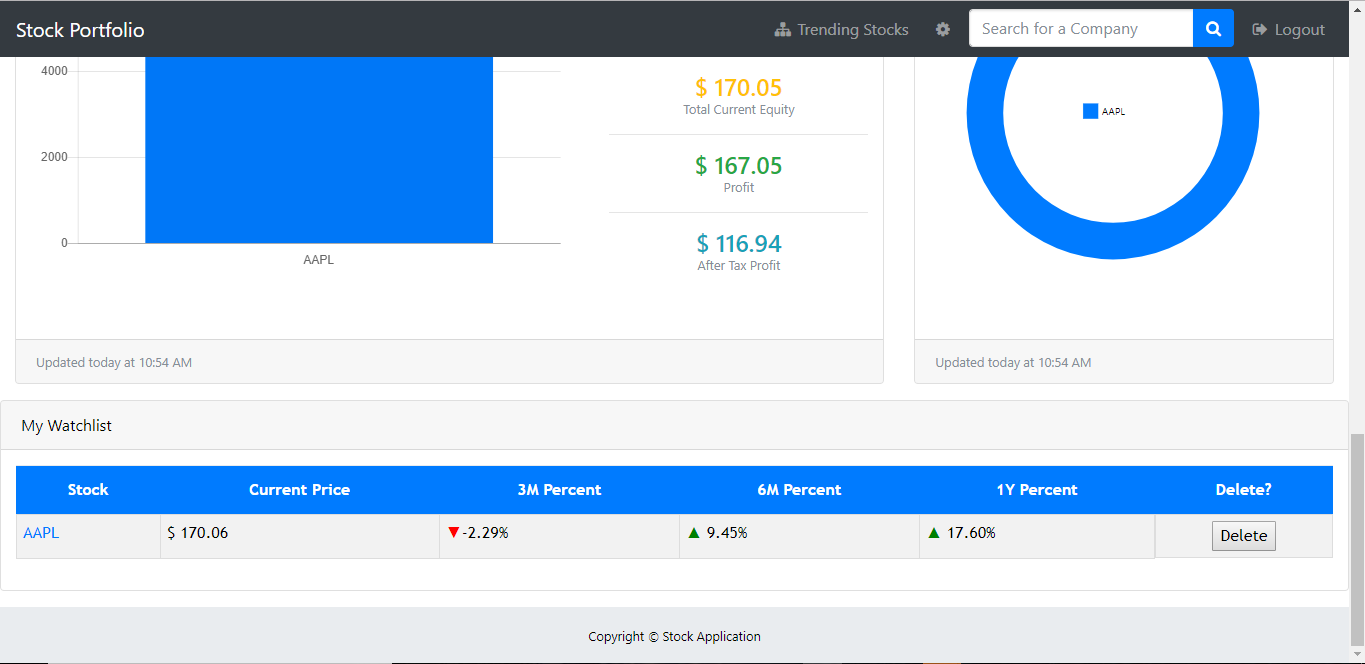 Stock Portfolio
Trending Stocks
Search for a Company
Logout
4000
2000
0
AAPL
$ 170.05
Total Current Equity
$ 167.05
Profit
$ 116.94
After Tax Profit
AAPL
Updated today at 10:54 AM
Updated today at 10:54 AM
My Watchlist
Stock Current Price 3M Percent 6M Percent 1Y Percent Delete?
AAPL $ 170.06 ▼-2.29% ▲ 9.45% ▲ 17.60% Delete
Copyright © Stock Application